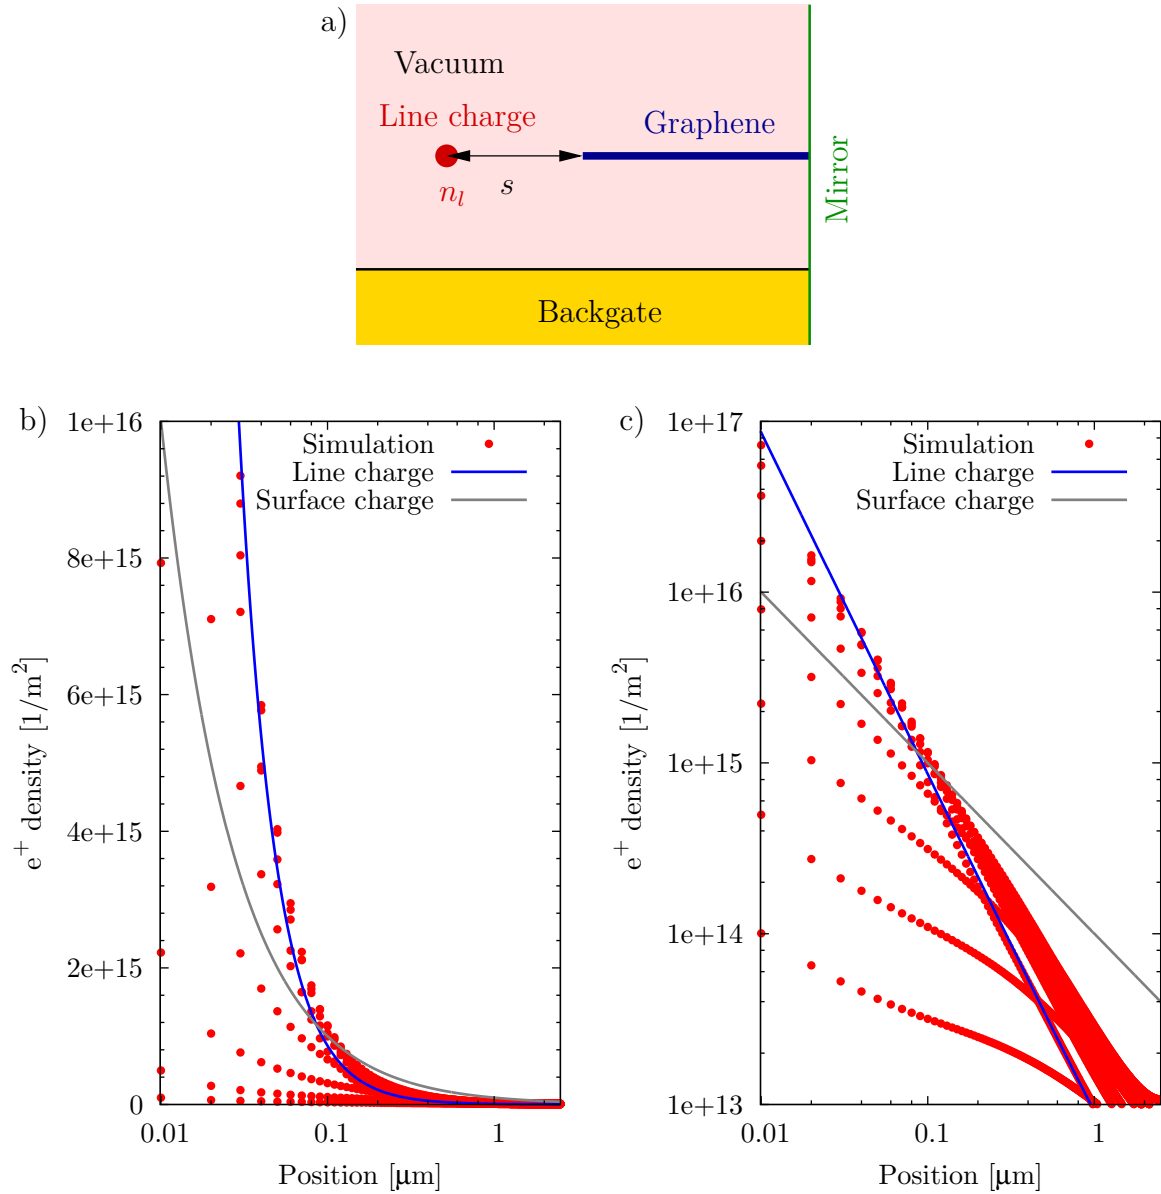 a)
Vacuum
Line charge
Graphene
n_l
s
Mirror
Backgate
b)
e⁺ density [1/m²]
1e+16
8e+15
6e+15
4e+15
2e+15
0
Simulation
Line charge
Surface charge
0.01
0.1
1
Position [μm]
c)
e⁺ density [1/m²]
1e+17
1e+16
1e+15
1e+14
1e+13
Simulation
Line charge
Surface charge
0.01
0.1
1
Position [μm]